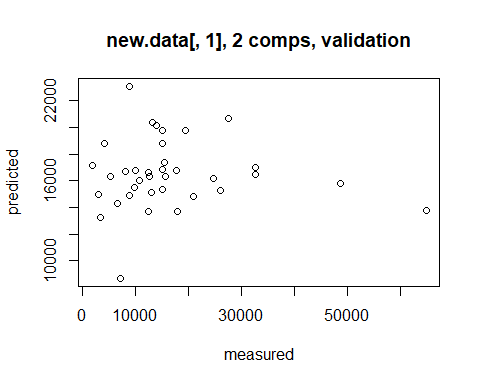 new.data[, 1], 2 comps, validation
predicted
22000
16000
10000
0
10000
30000
50000
measured